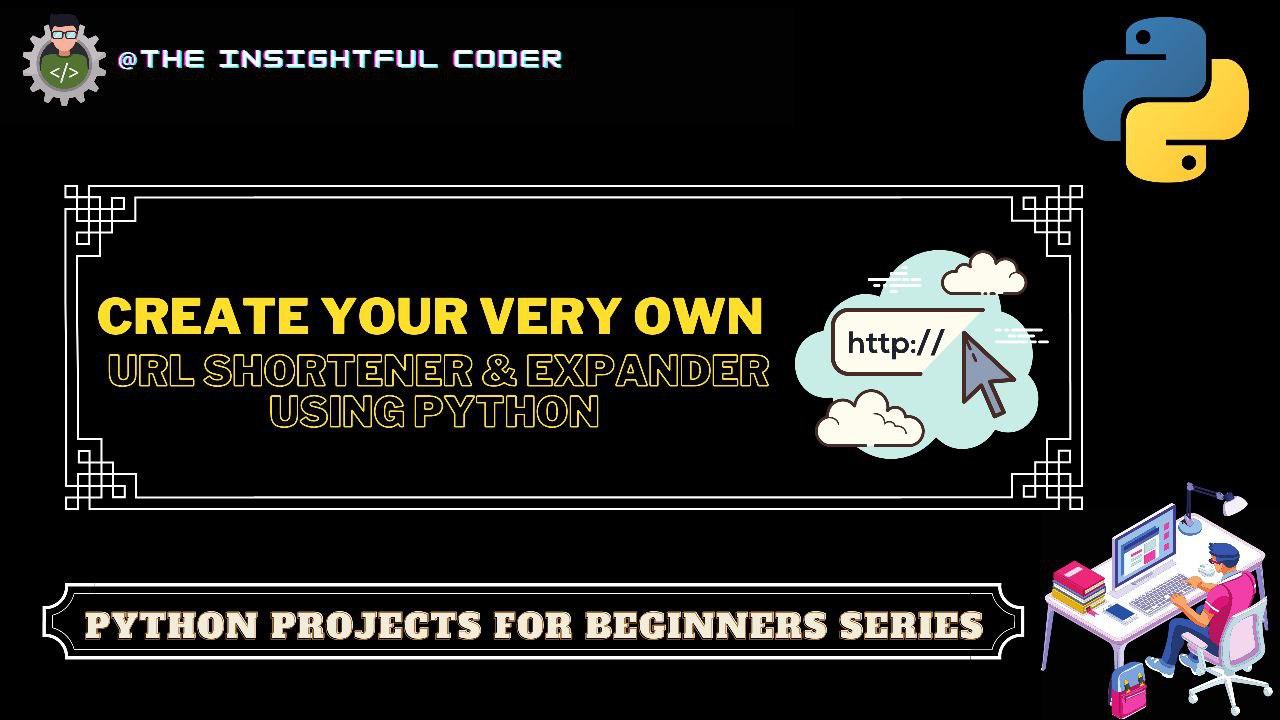 @THE INSIGHTFUL CODER
</>
CREATE YOUR VERY OWN
URL SHORTENER & EXPANDER
USING PYTHON
http://
PYTHON PROJECTS FOR BEGINNERS SERIES